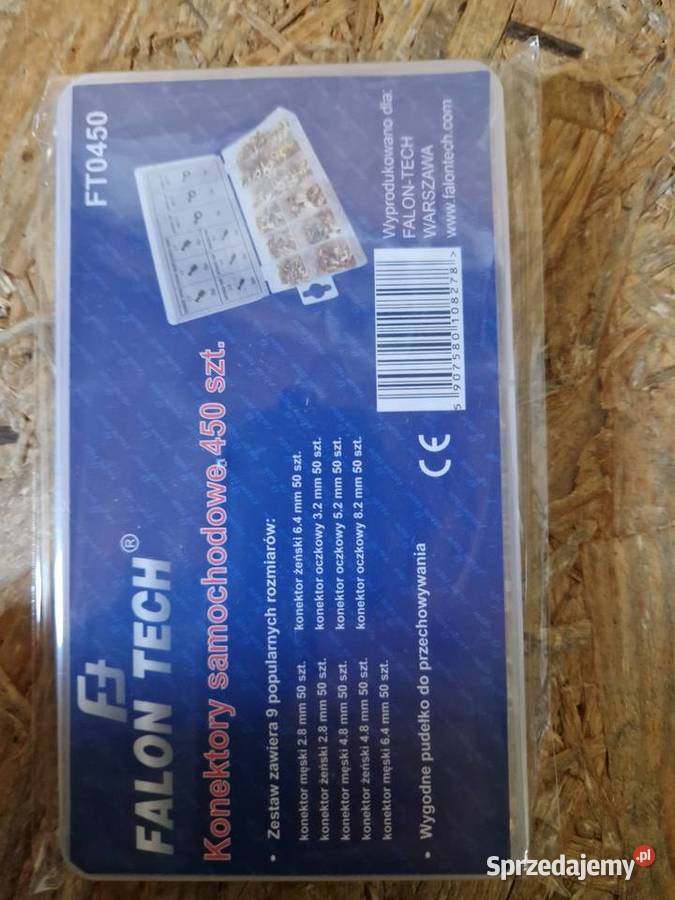 FALON TECH®
FT0450
Konektory samochodowe 450 szt.
• Zestaw zawiera 9 popularnych rozmiarów:
konektor męski 2.8 mm 50 szt.
konektor żeński 2.8 mm 50 szt.
konektor męski 4.8 mm 50 szt.
konektor żeński 4.8 mm 50 szt.
konektor męski 6.4 mm 50 szt.
konektor żeński 6.4 mm 50 szt.
konektor oczkowy 3.2 mm 50 szt.
konektor oczkowy 5.2 mm 50 szt.
konektor oczkowy 8.2 mm 50 szt.
• Wygodne pudełko do przechowywania
CE
5 907580 108278 >
Wyprodukowano dla:
FALON-TECH
WARSZAWA
www.falontech.com
Sprzedajemy.pl